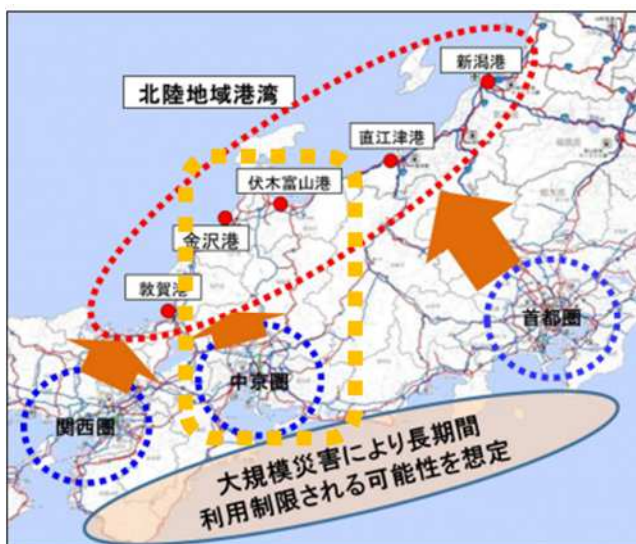 新潟港
北陸地域港湾
直江津港
伏木富山港
金沢港
敦賀港
首都圏
中京圏
関西圏
大規模災害により長期間
利用制限される可能性を想定